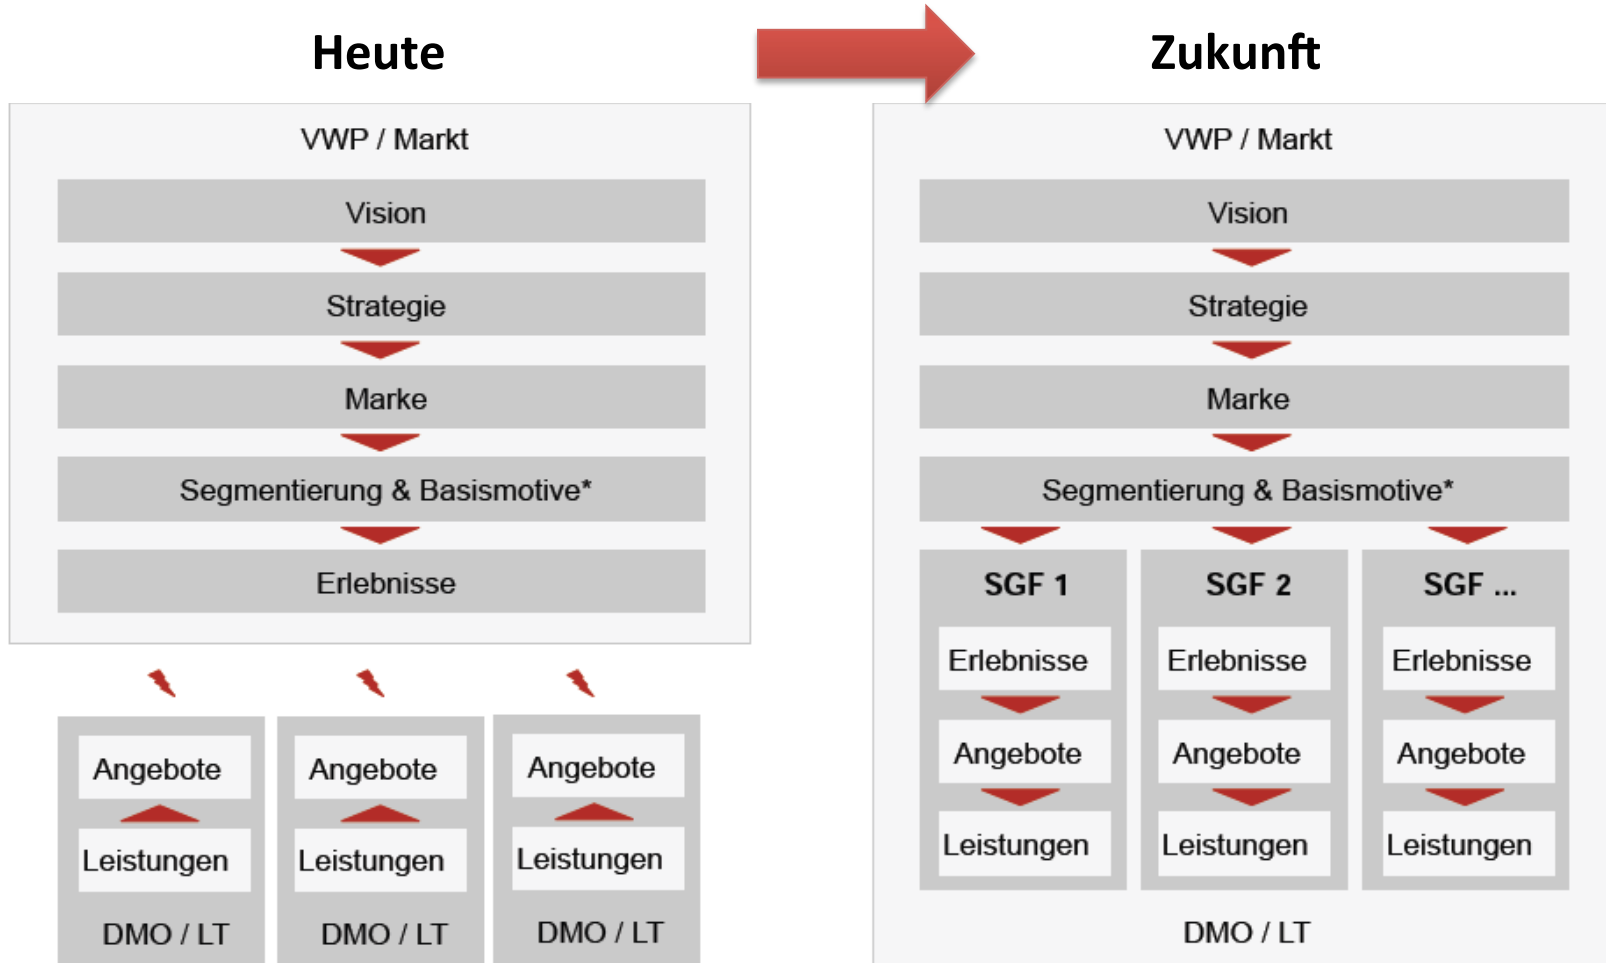 Heute
Zukunft
VWP / Markt
Vision
Strategie
Marke
Segmentierung & Basismotive*
Erlebnisse
Angebote
Leistungen
DMO / LT
Angebote
Leistungen
DMO / LT
Angebote
Leistungen
DMO / LT
VWP / Markt
Vision
Strategie
Marke
Segmentierung & Basismotive*
SGF 1
Erlebnisse
Angebote
Leistungen
SGF 2
Erlebnisse
Angebote
Leistungen
SGF ...
Erlebnisse
Angebote
Leistungen
DMO / LT